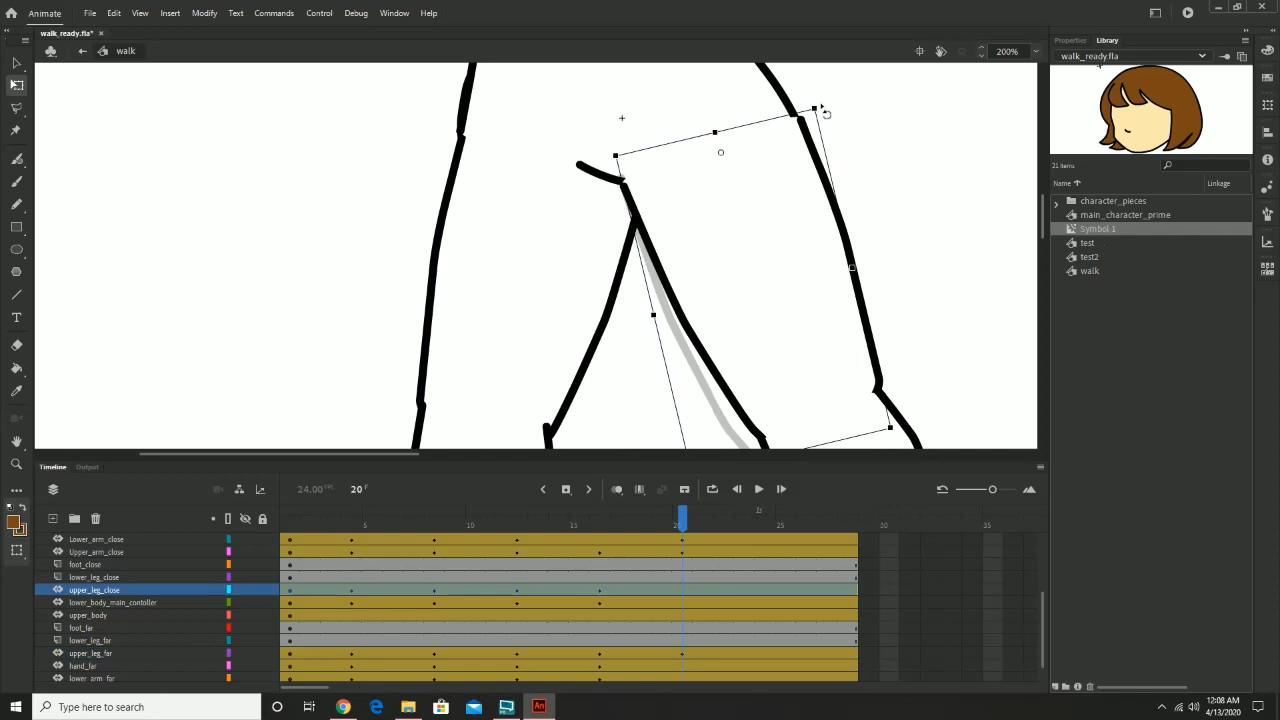 Animate File Edit View Insert Modify Text Commands Control Debug Window Help
walk_ready.fla* ×
walk 200%
Properties Library
walk_ready.fla
21 items
Name Linkage
character_pieces
main_character_prime
Symbol 1
test
test2
walk
Timeline Output
24.00 FPS 20 F
1s
5 10 15 20 25 30 35
Lower_arm_close
Upper_arm_close
foot_close
lower_leg_close
upper_leg_close
lower_body_main_contoller
upper_body
foot_far
lower_leg_far
upper_leg_far
hand_far
lower_arm_far
Type here to search
An
12:08 AM
4/13/2020